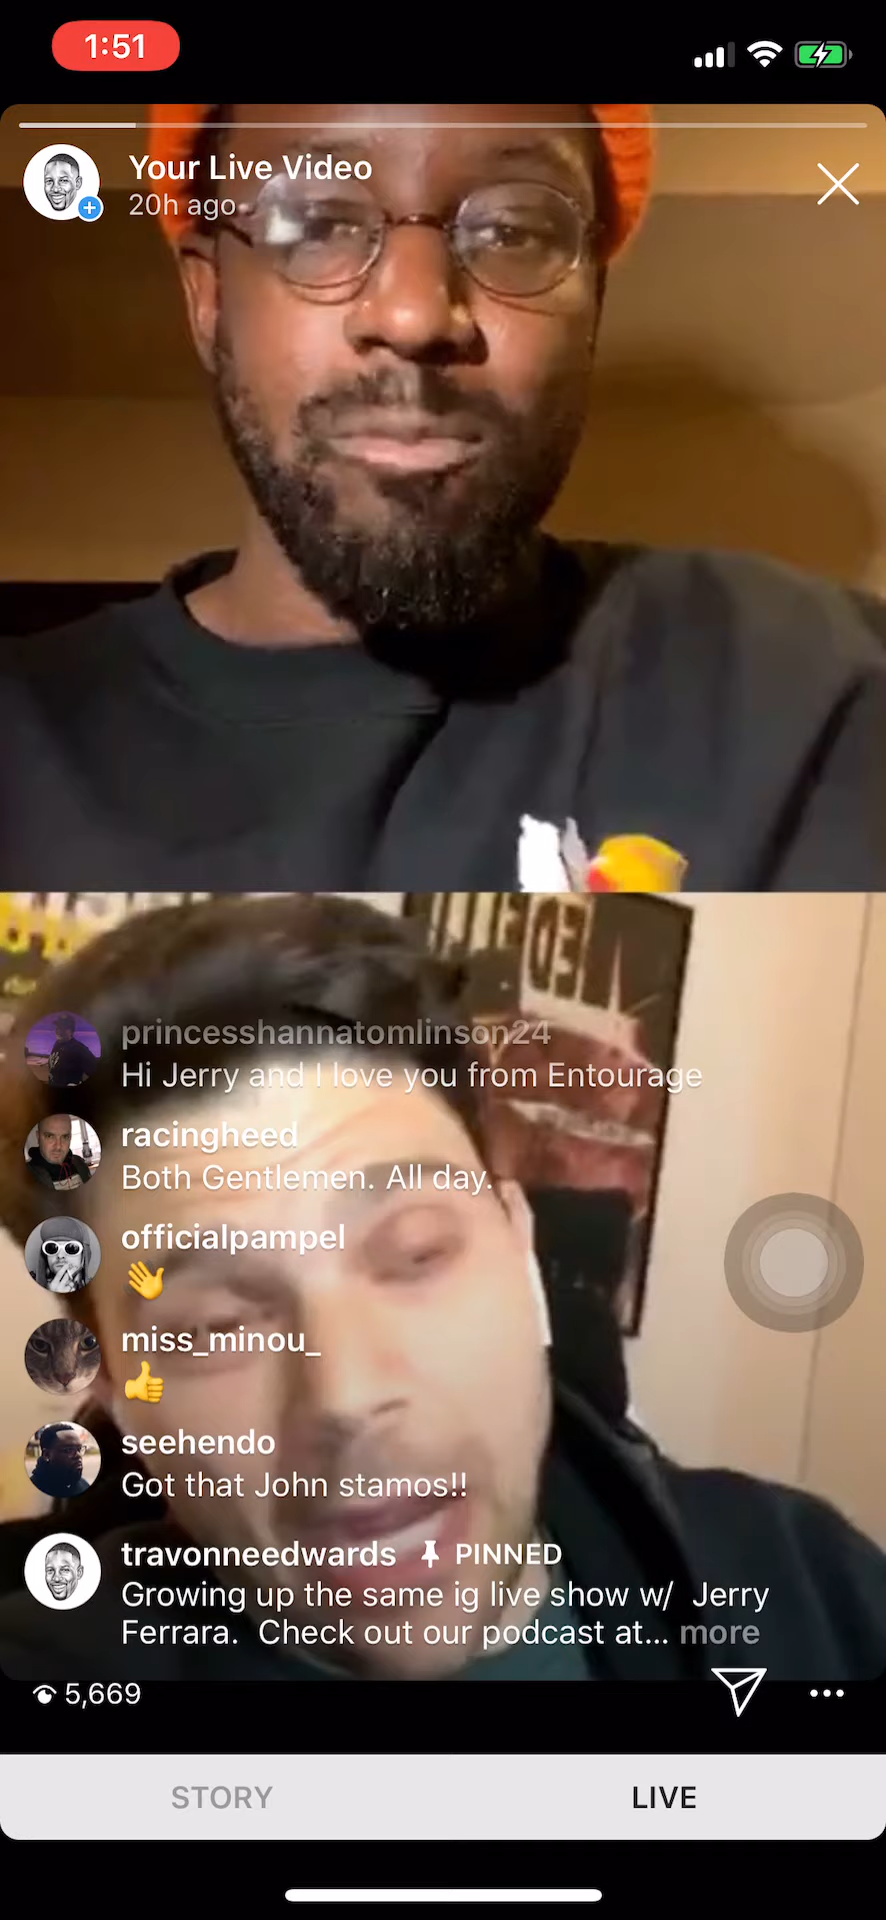 1:51
Your Live Video
20h ago
princesshannatomlinson24
Hi Jerry and I love you from Entourage
racingheed
Both Gentlemen. All day.
officialpampel
👋
miss_minou_
👍
seehendo
Got that John stamos!!
travonneedwards PINNED
Growing up the same ig live show w/ Jerry
Ferrara. Check out our podcast at... more
5,669
STORY LIVE